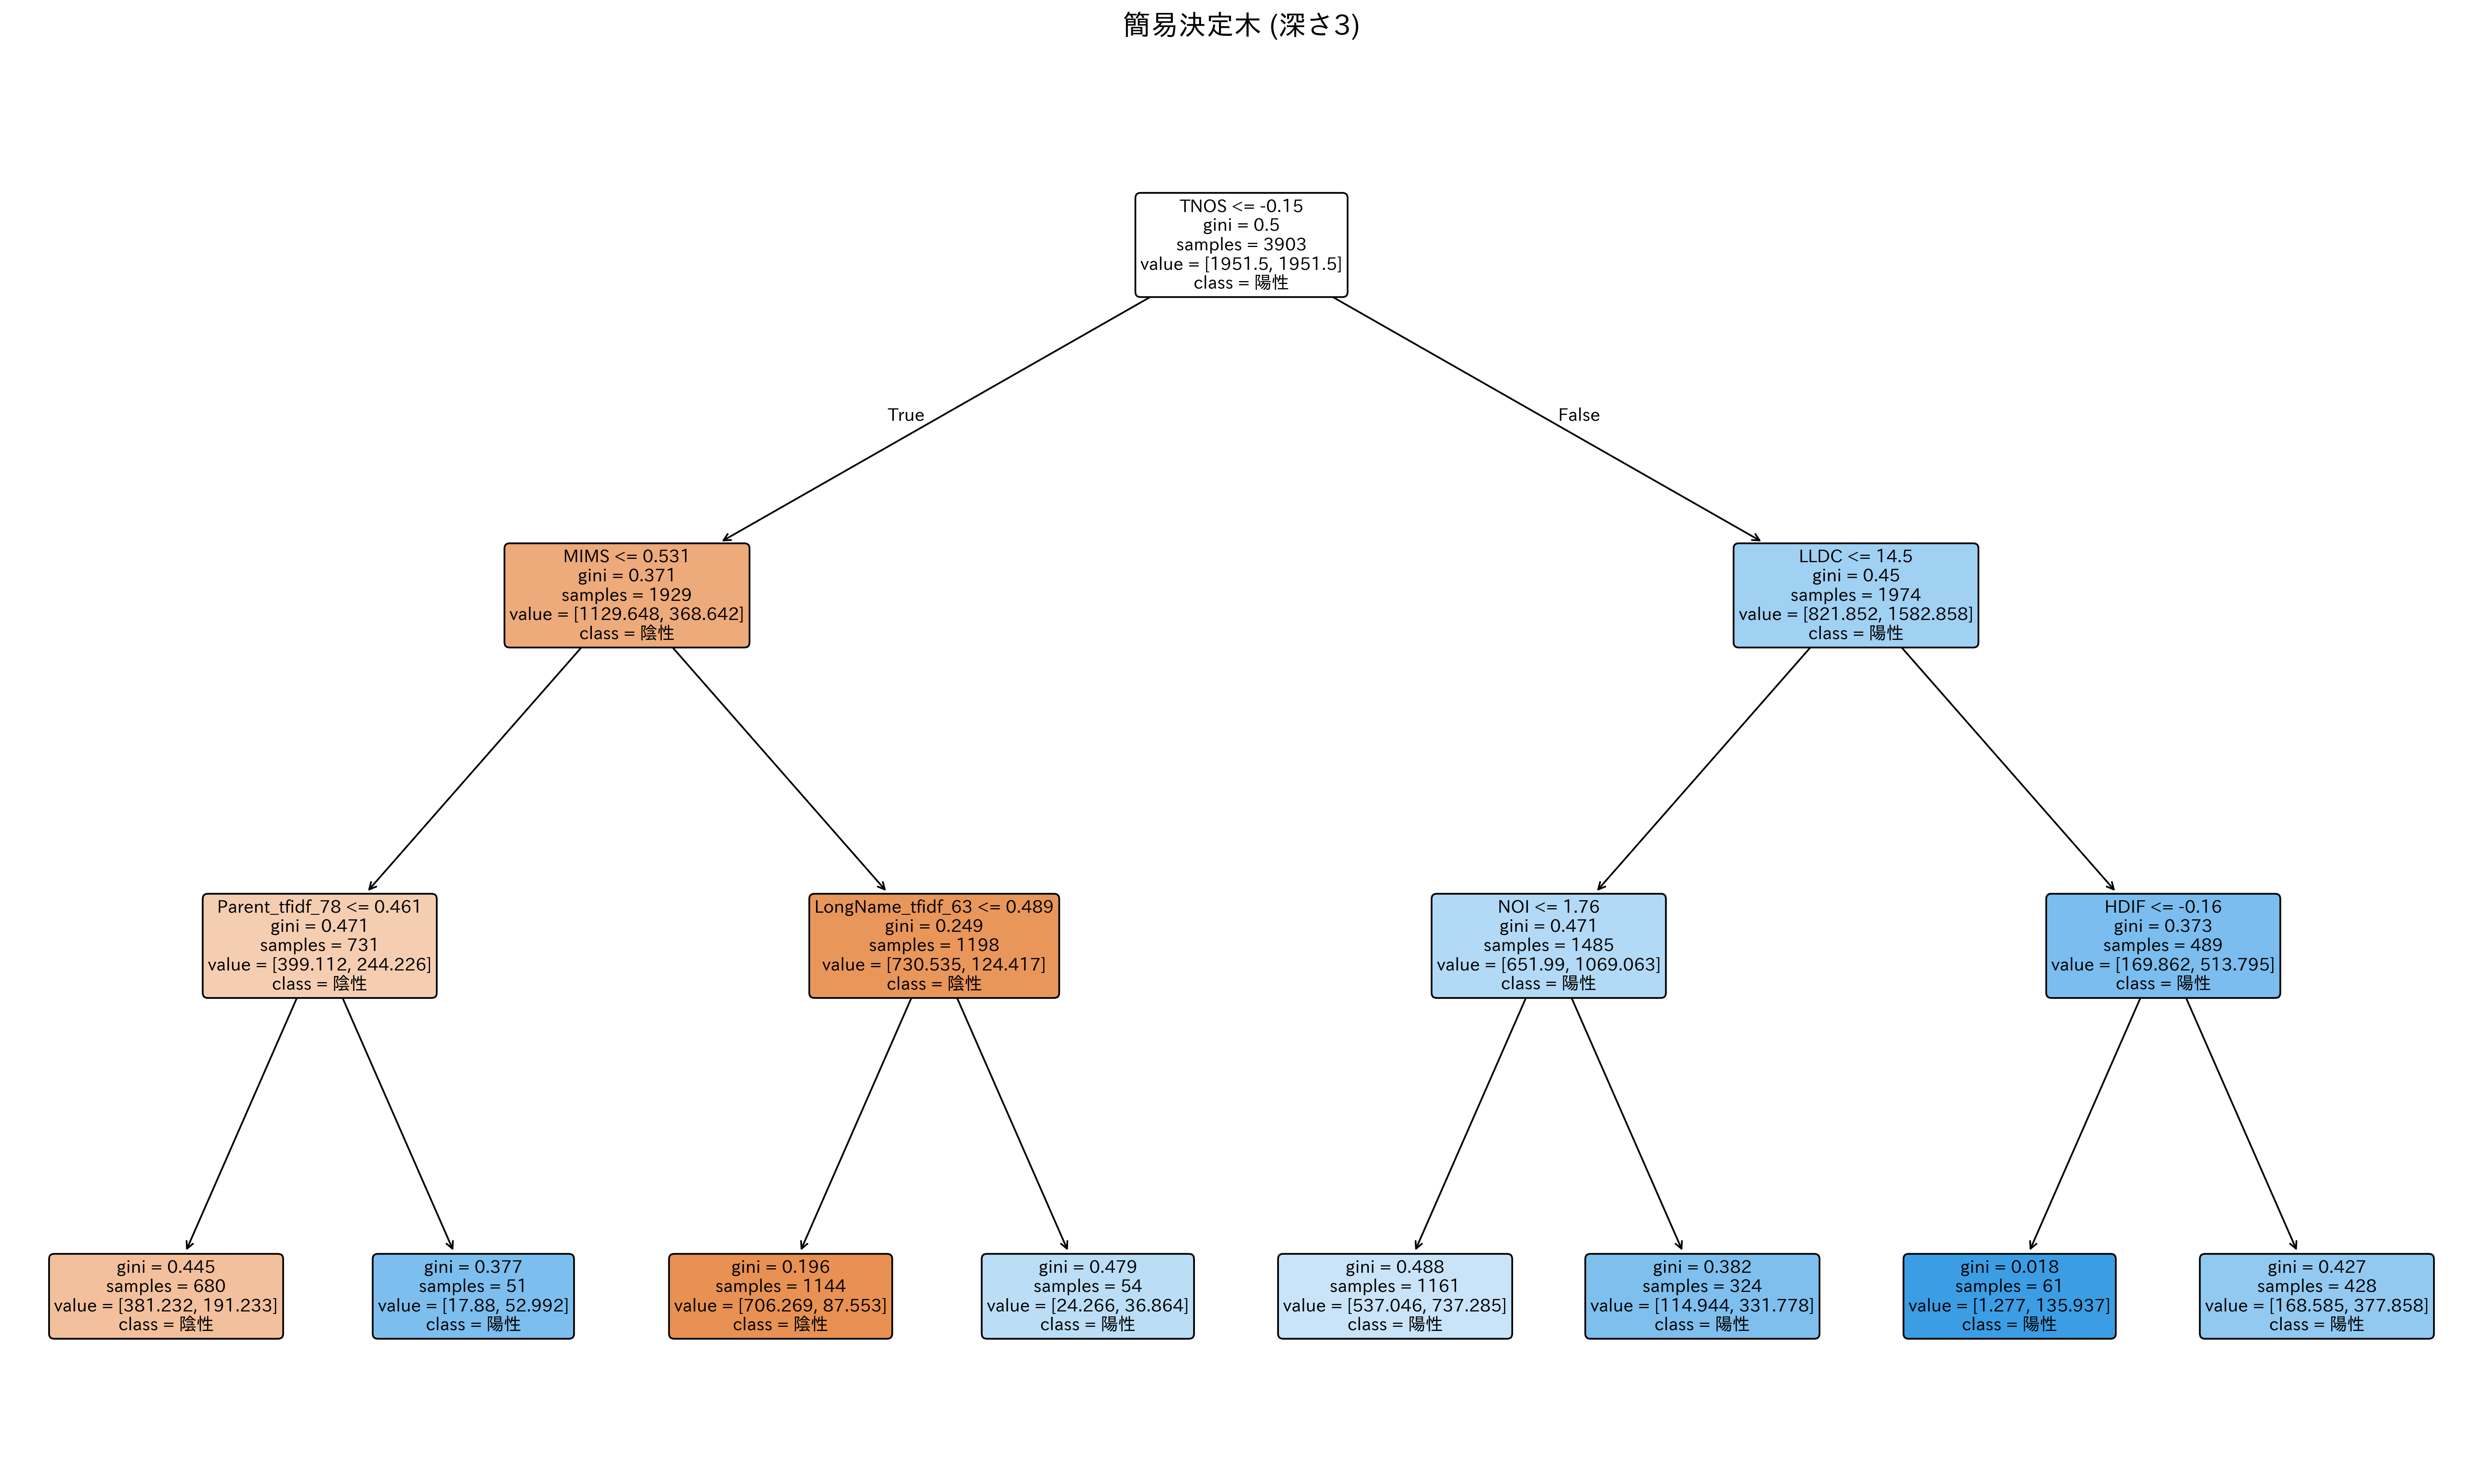 簡易決定木 (深さ3)
TNOS <= -0.15
gini = 0.5
samples = 3903
value = [1951.5, 1951.5]
class = 陽性
True
False
MIMS <= 0.531
gini = 0.371
samples = 1929
value = [1129.648, 368.642]
class = 陰性
LLDC <= 14.5
gini = 0.45
samples = 1974
value = [821.852, 1582.858]
class = 陽性
Parent_tfidf_78 <= 0.461
gini = 0.471
samples = 731
value = [399.112, 244.226]
class = 陰性
LongName_tfidf_63 <= 0.489
gini = 0.249
samples = 1198
value = [730.535, 124.417]
class = 陰性
NOI <= 1.76
gini = 0.471
samples = 1485
value = [651.99, 1069.063]
class = 陽性
HDIF <= -0.16
gini = 0.373
samples = 489
value = [169.862, 513.795]
class = 陽性
gini = 0.445
samples = 680
value = [381.232, 191.233]
class = 陰性
gini = 0.377
samples = 51
value = [17.88, 52.992]
class = 陽性
gini = 0.196
samples = 1144
value = [706.269, 87.553]
class = 陰性
gini = 0.479
samples = 54
value = [24.266, 36.864]
class = 陽性
gini = 0.488
samples = 1161
value = [537.046, 737.285]
class = 陽性
gini = 0.382
samples = 324
value = [114.944, 331.778]
class = 陽性
gini = 0.018
samples = 61
value = [1.277, 135.937]
class = 陽性
gini = 0.427
samples = 428
value = [168.585, 377.858]
class = 陽性